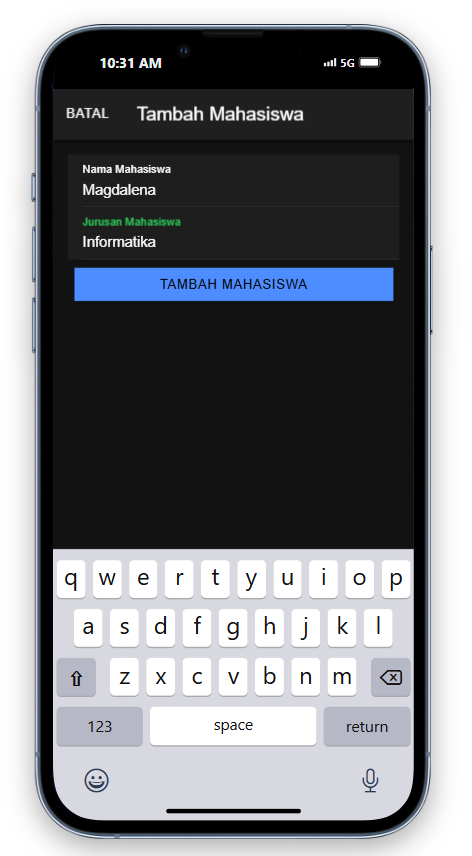 10:31 AM 5G
BATAL Tambah Mahasiswa
Nama Mahasiswa
Magdalena
Jurusan Mahasiswa
Informatika
TAMBAH MAHASISWA
q w e r t y u i o p
a s d f g h j k l
z x c v b n m
123 space return